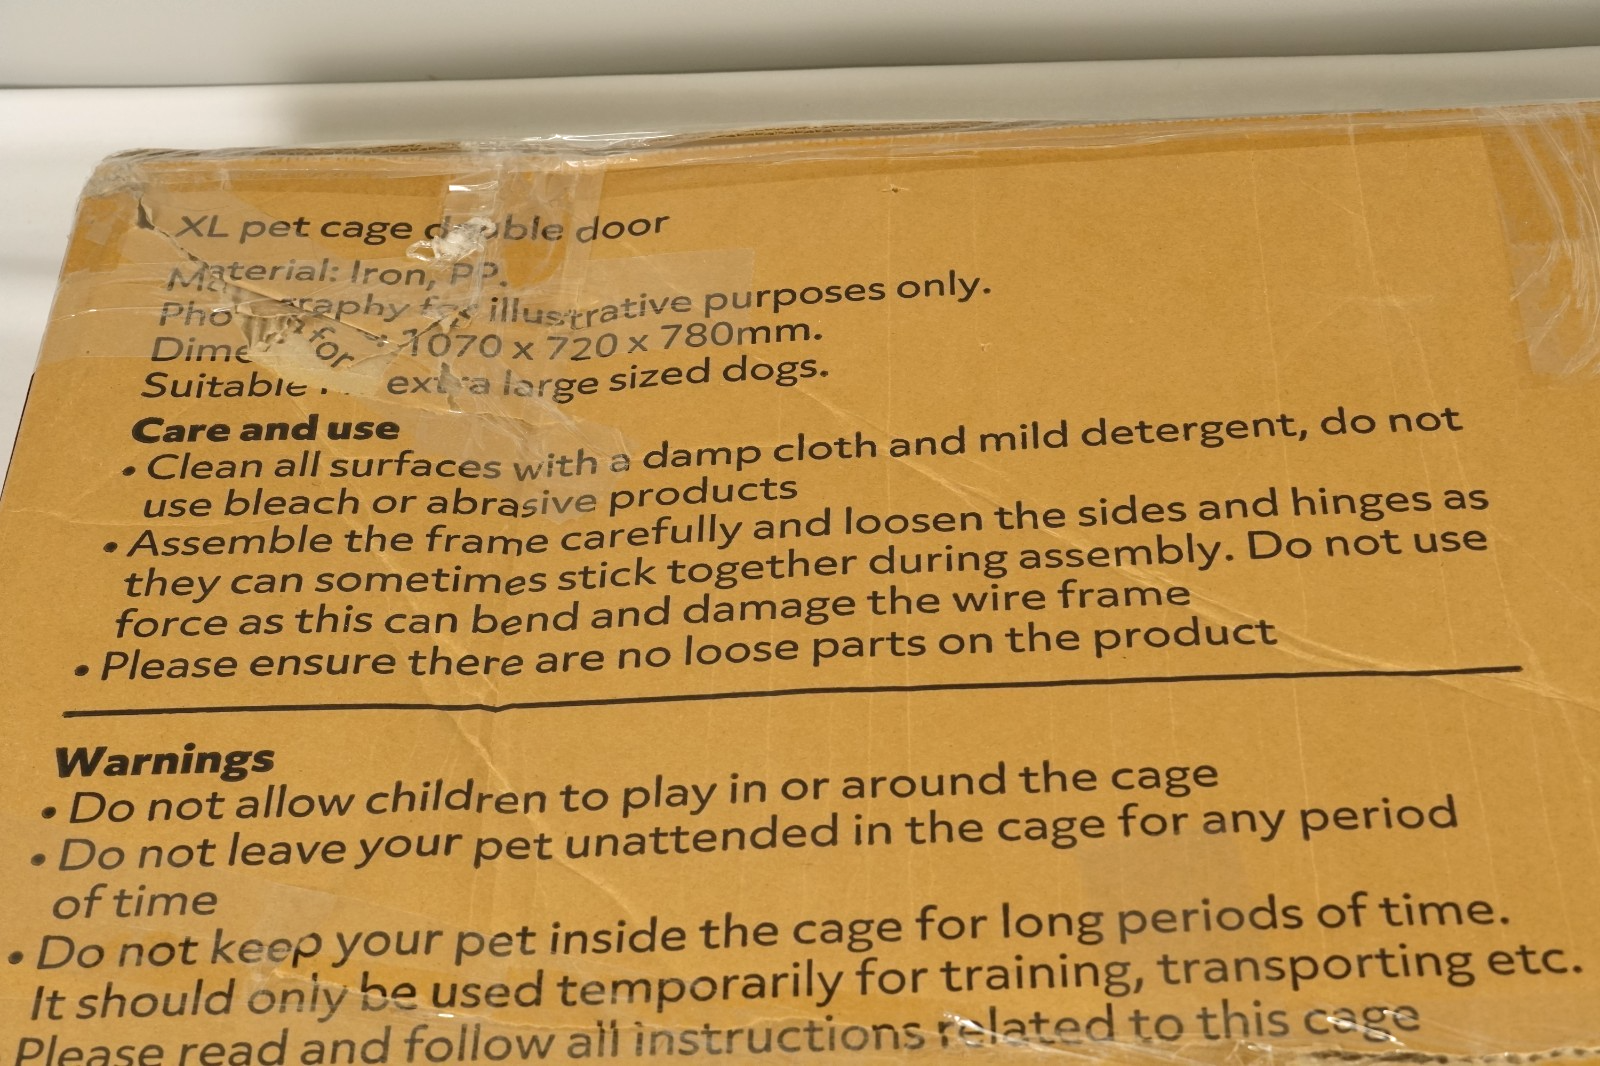 XL pet cage double door
Material: Iron, PP.
Photography for illustrative purposes only.
Dime 1070 x 720 x 780mm.
Suitable for extra large sized dogs.
Care and use
• Clean all surfaces with a damp cloth and mild detergent, do not
use bleach or abrasive products
• Assemble the frame carefully and loosen the sides and hinges as
they can sometimes stick together during assembly. Do not use
force as this can bend and damage the wire frame
• Please ensure there are no loose parts on the product
Warnings
• Do not allow children to play in or around the cage
• Do not leave your pet unattended in the cage for any period
of time
• Do not keep your pet inside the cage for long periods of time.
It should only be used temporarily for training, transporting etc.
Please read and follow all instructions related to this cage